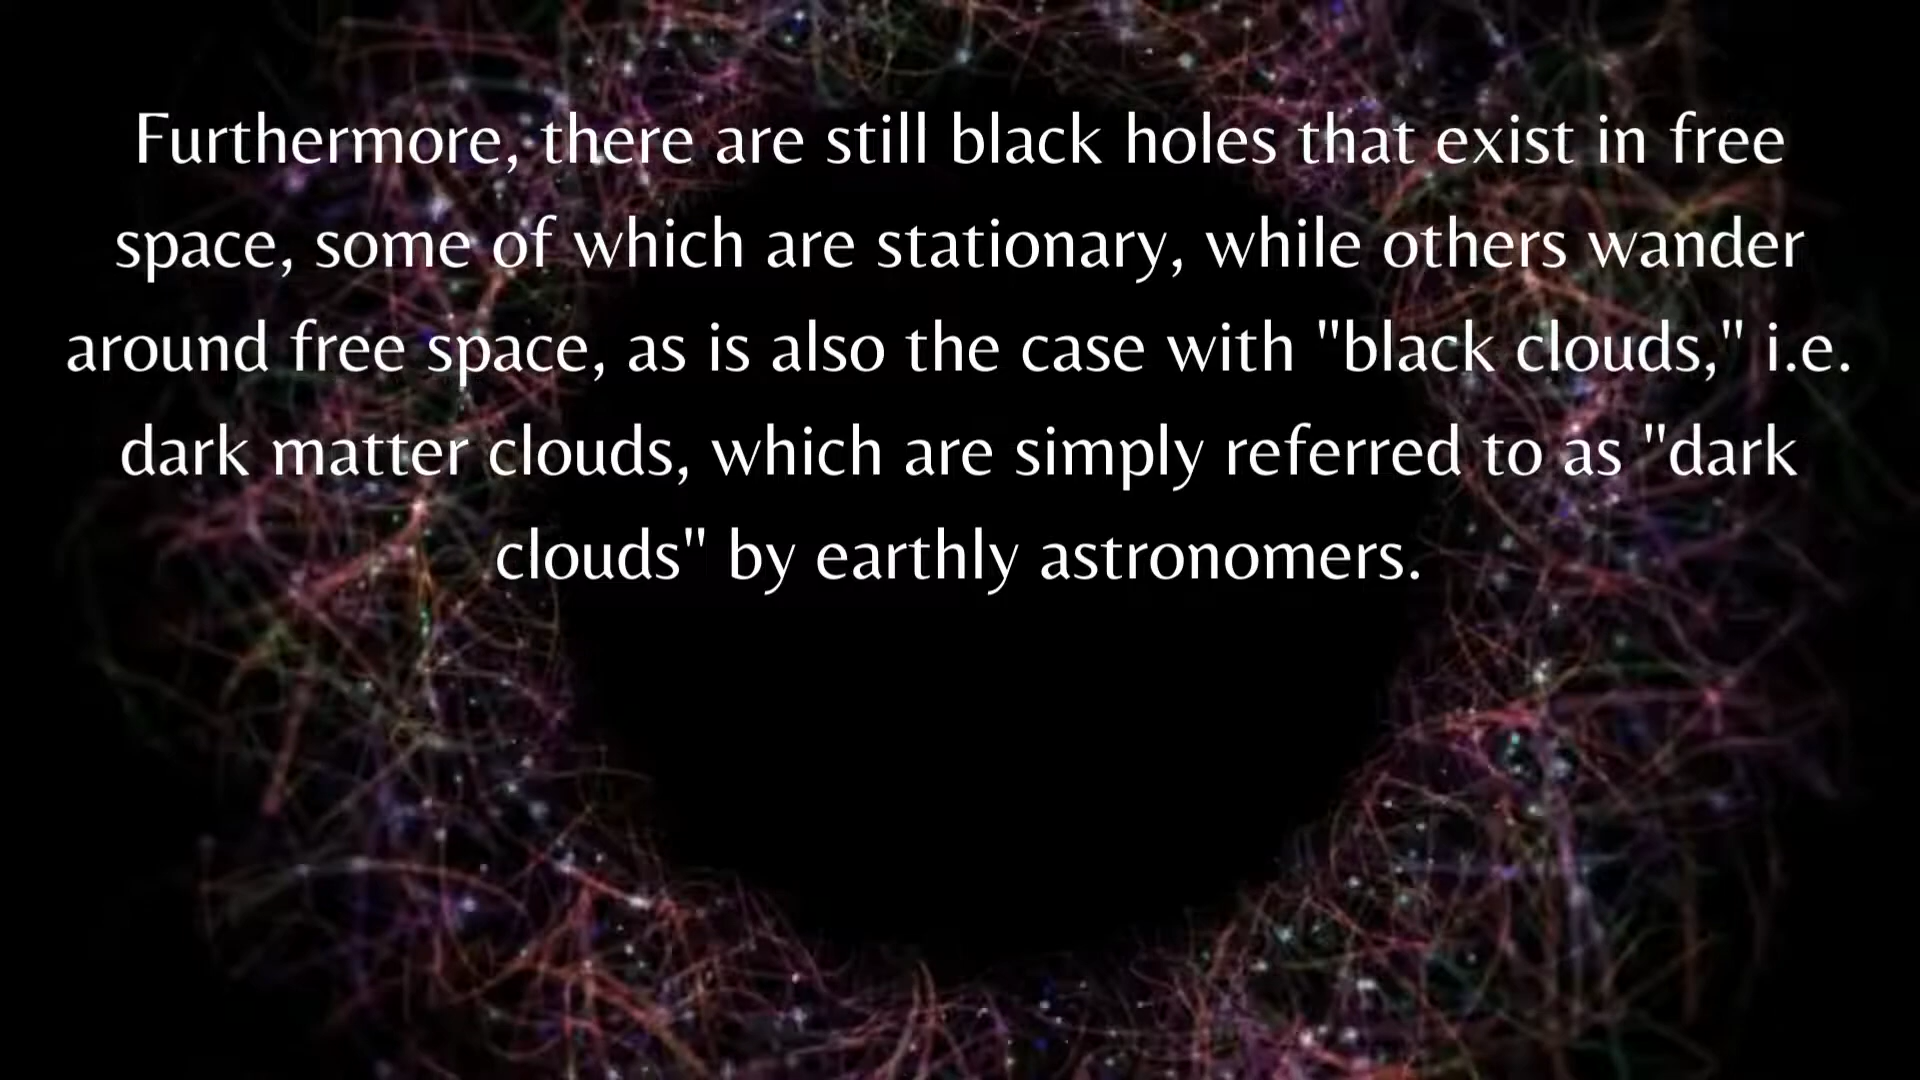 Furthermore, there are still black holes that exist in free
space, some of which are stationary, while others wander
around free space, as is also the case with "black clouds," i.e.
dark matter clouds, which are simply referred to as "dark
clouds" by earthly astronomers.